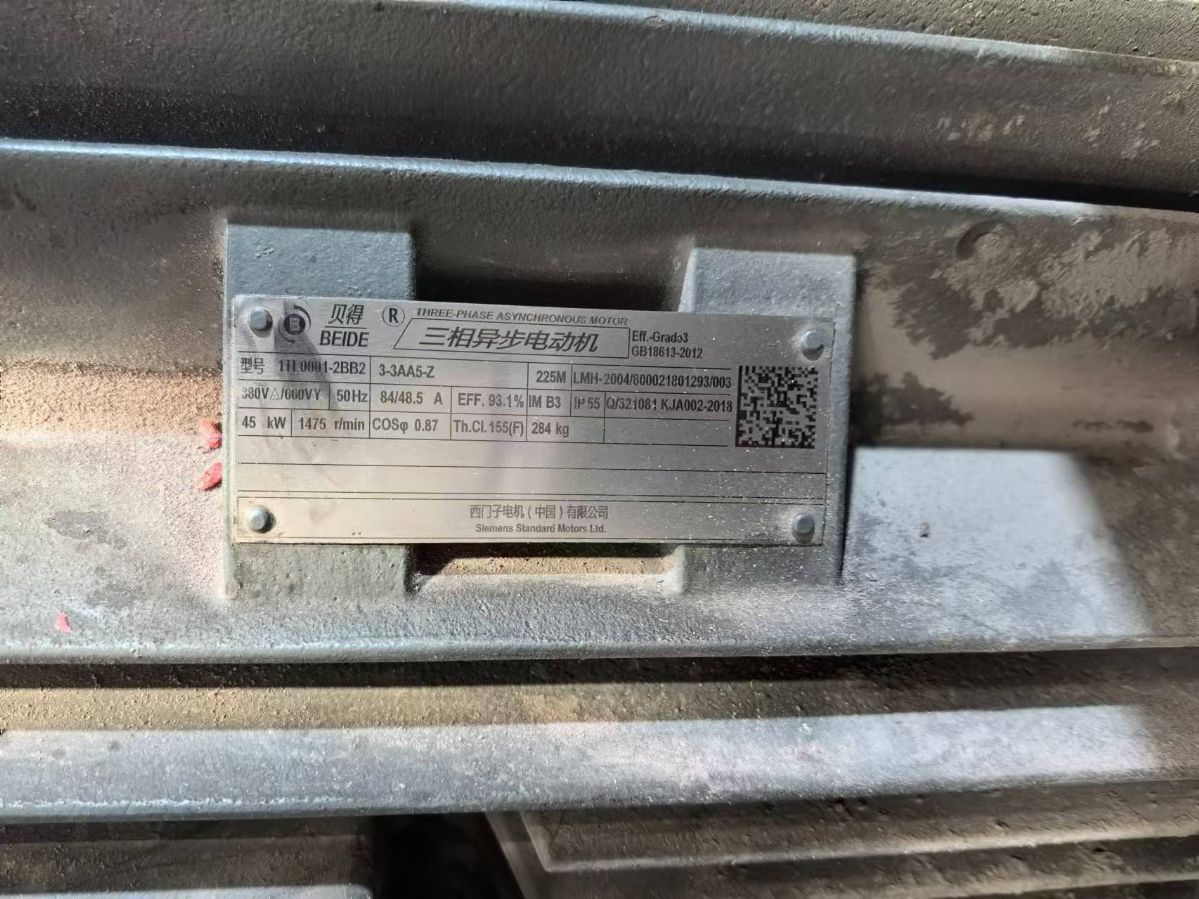 贝得 ® THREE-PHASE ASYNCHRONOUS MOTOR
BEIDE 三相异步电动机 Eff.-Grade3
GB18613-2012
型号 1TL0001-2BB2 3-3AA5-Z 225M LMH-2004/860021801293/003
380V△/660VY 50Hz 84/48.5 A EFF. 93.1% IM B3 IP 55 Q/321081 KJA002-2018
45 kW 1475 r/min COSφ 0.87 Th.Cl.155(F) 284 kg
西门子电机（中国）有限公司
Siemens Standard Motors Ltd.